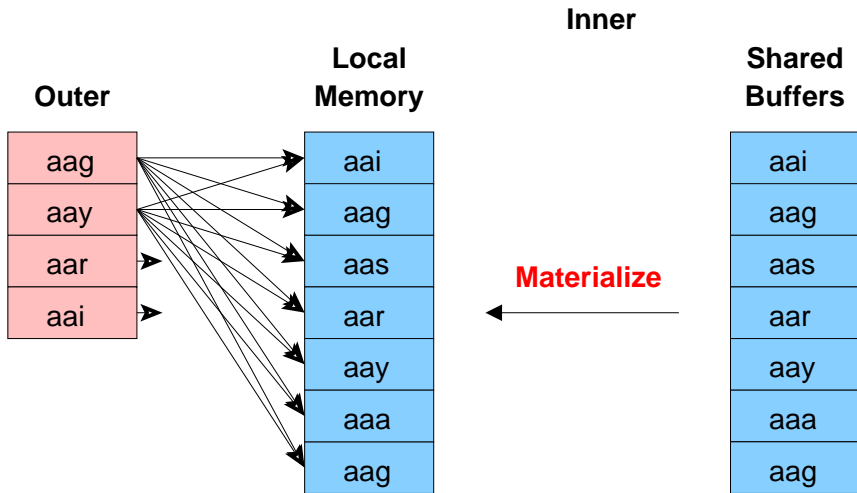 Inner
Outer
Local
Memory
Shared
Buffers
aag
aay
aar
aai
aai
aag
aas
aar
aay
aaa
aag
Materialize
aai
aag
aas
aar
aay
aaa
aag